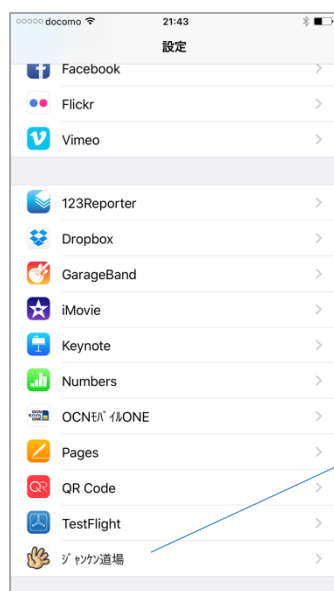 docomo 21:43
設定
Facebook
Flickr
Vimeo
123Reporter
Dropbox
GarageBand
iMovie
Keynote
Numbers
OCNﾓﾊﾞｲﾙONE
Pages
QR Code
TestFlight
ｼﾞｬﾝｹﾝ道場